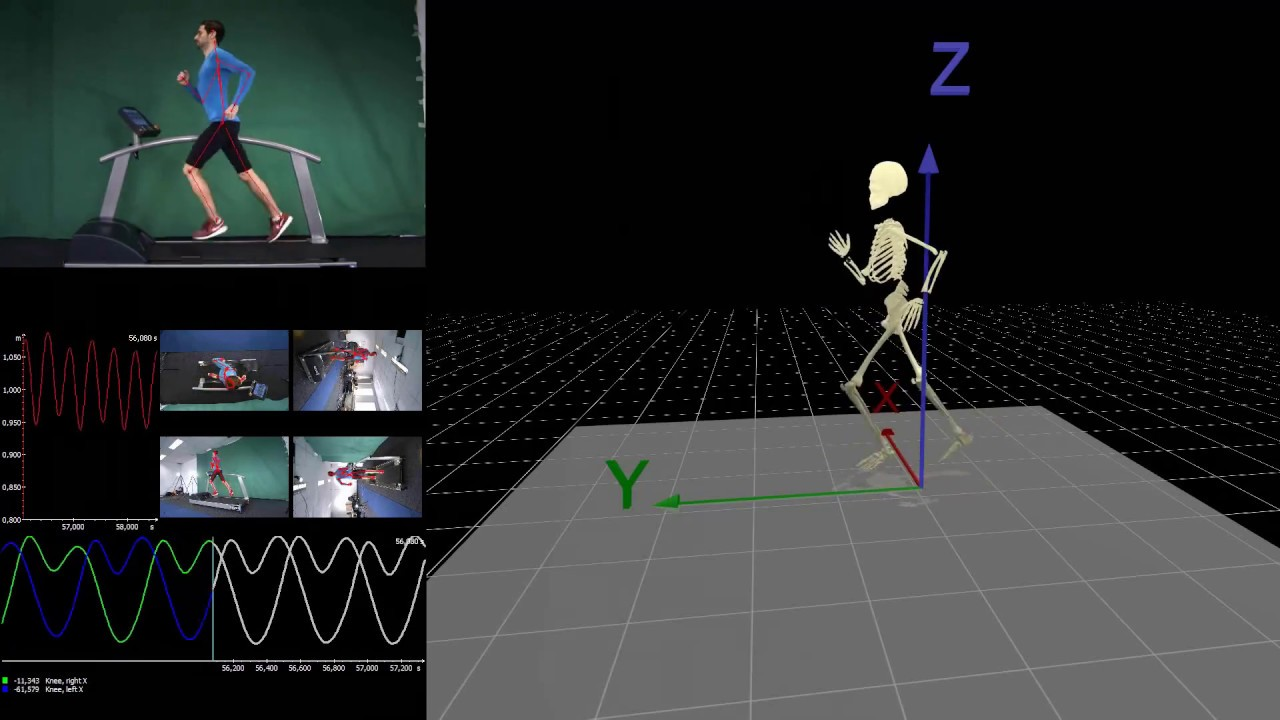 Z
X
Y
m
56,080 s
1,050
1,000
0,950
0,900
0,850
0,800
57,000 58,000 s
56,200 56,400 56,600 56,800 57,000 57,200 s
-11,343 Knee, right X
-61,579 Knee, left X